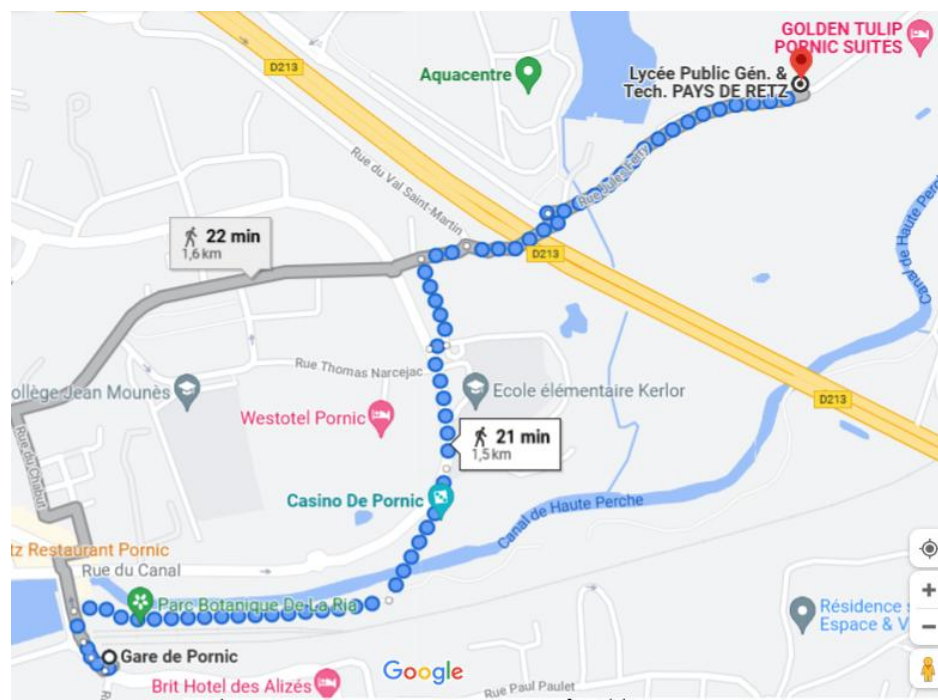 GOLDEN TULIP
PORNIC SUITES
D213
Aquacentre
Lycée Public Gén. &
Tech. PAYS DE RETZ
Rue du Val Saint-Martin
Rue Jules Ferry
22 min
1,6 km
D213
Canal de Haute Perche
Rue Thomas Narcejac
ollège Jean Mounès
Ecole élémentaire Kerlor
D213
Westotel Pornic
Rue du Chabut
21 min
1,5 km
Casino De Pornic
Canal de Haute Perche
tz Restaurant Pornic
Rue du Canal
Parc Botanique De La Ria
Résidence
Espace & V
Gare de Pornic
Google
Brit Hotel des Alizés
Rue Paul Paulet